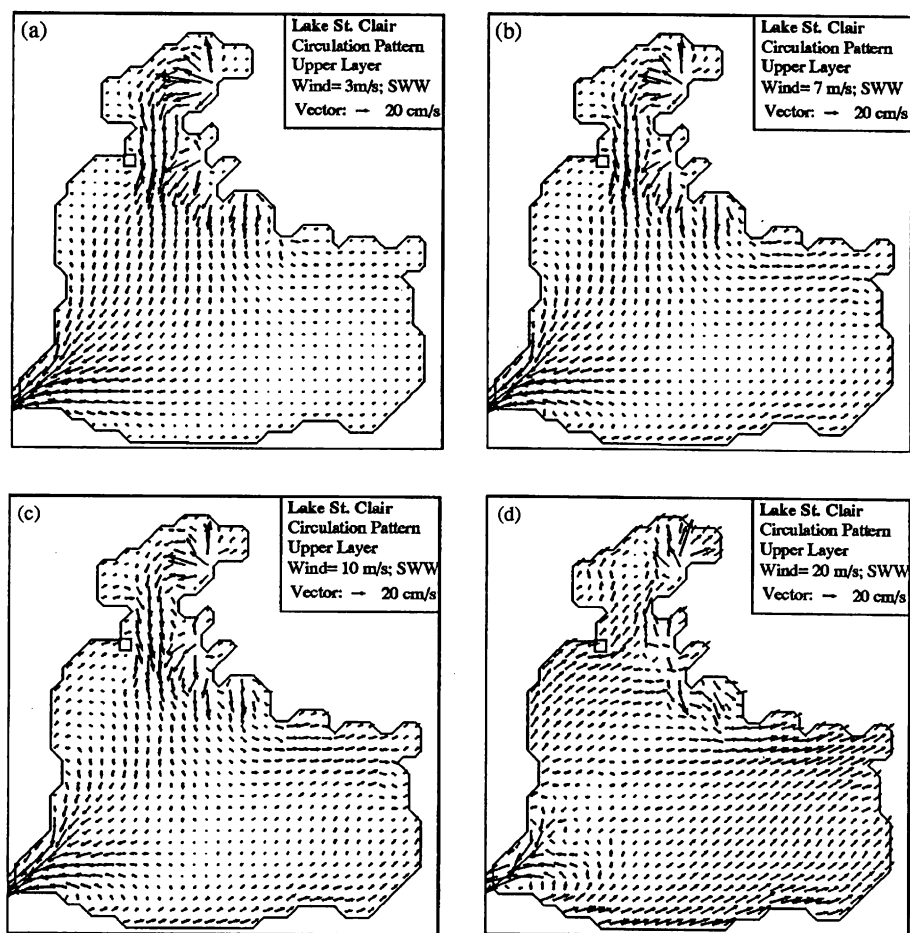 (a)
Lake St. Clair
Circulation Pattern
Upper Layer
Wind= 3m/s; SWW
Vector: → 20 cm/s
(b)
Lake St. Clair
Circulation Pattern
Upper Layer
Wind= 7 m/s; SWW
Vector: → 20 cm/s
(c)
Lake St. Clair
Circulation Pattern
Upper Layer
Wind= 10 m/s; SWW
Vector: → 20 cm/s
(d)
Lake St. Clair
Circulation Pattern
Upper Layer
Wind= 20 m/s; SWW
Vector: → 20 cm/s